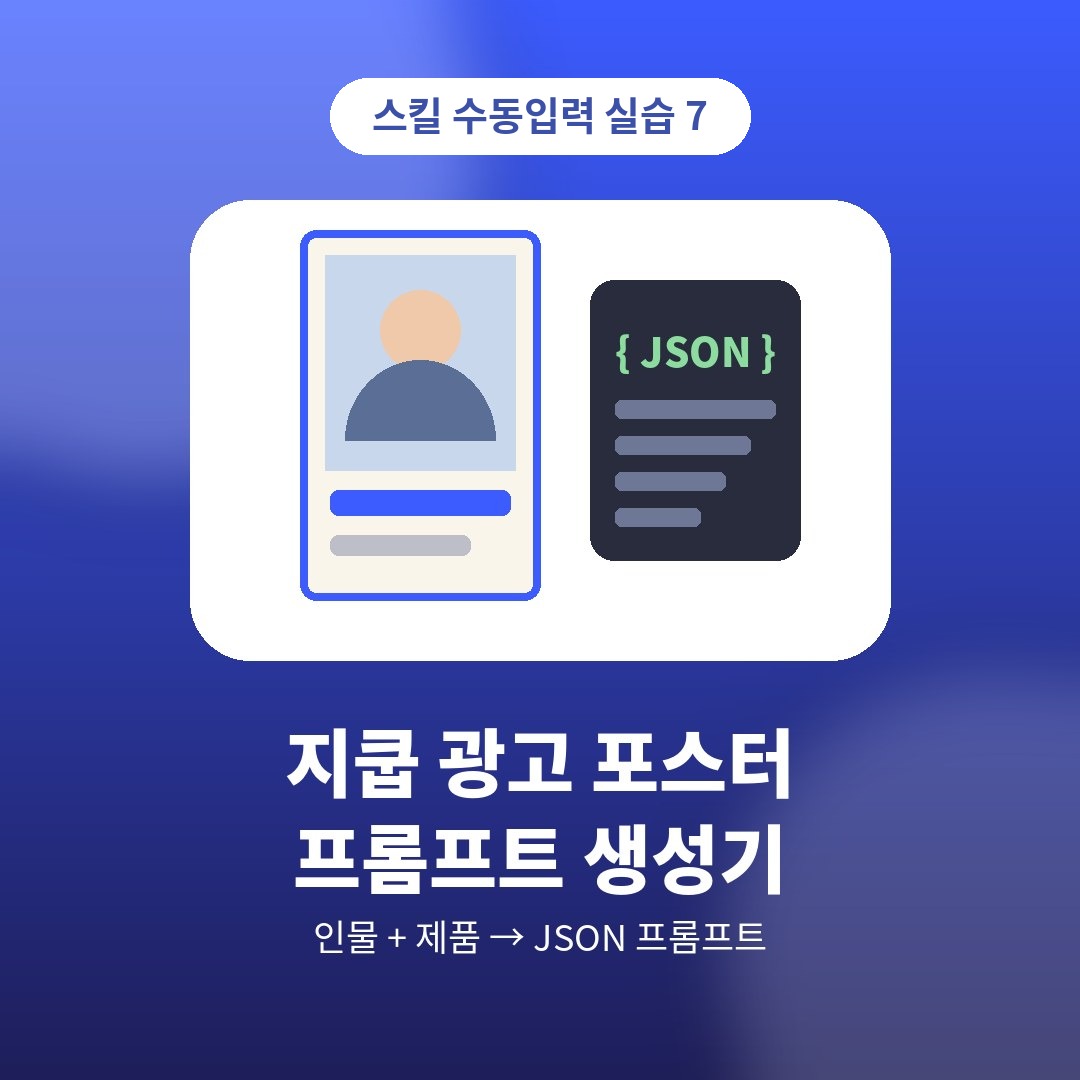 스킬 수동입력 실습 7
{ JSON }
지쿱 광고 포스터
프롬프트 생성기
인물 + 제품 → JSON 프롬프트